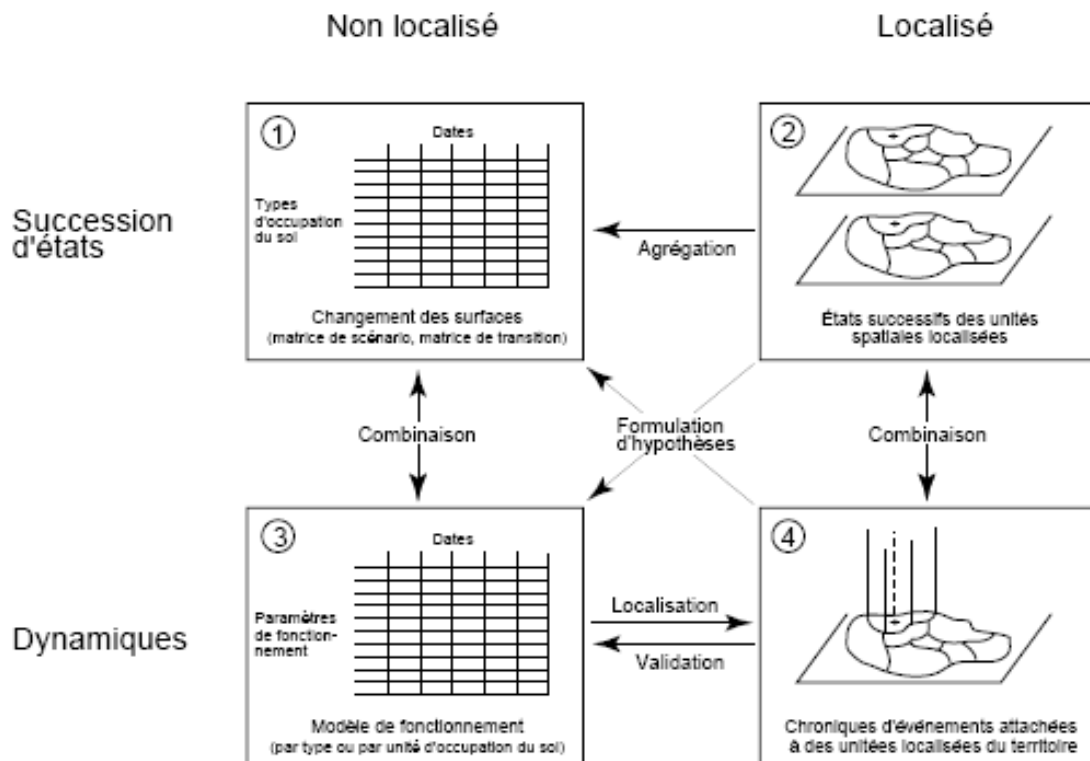 Non localisé
Localisé
Succession
d'états
1
Dates
Types
d'occupation
du sol
Changement des surfaces
(matrice de scénario, matrice de transition)
Agrégation
2
États successifs des unités
spatiales localisées
Combinaison
Formulation
d'hypothèses
Combinaison
Dynamiques
3
Dates
Paramètres
de fonction-
nement
Modèle de fonctionnement
(par type ou par unité d'occupation du sol)
Localisation
Validation
4
Chroniques d'événements attachées
à des unitées localisées du territoire